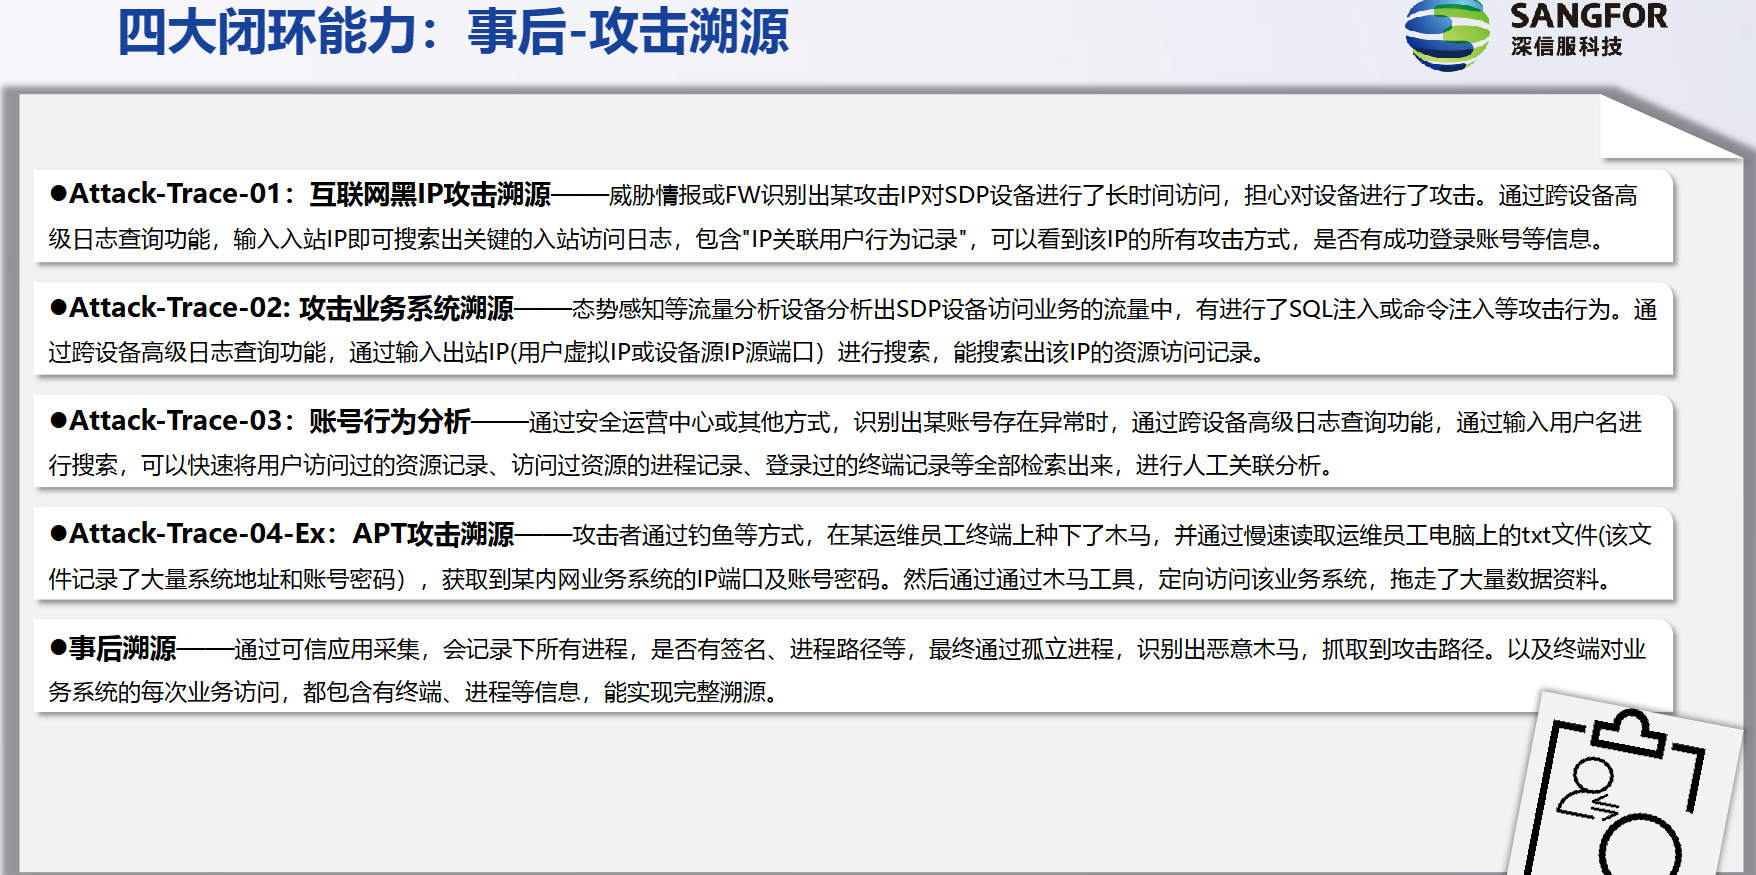 四大闭环能力：事后-攻击溯源
SANGFOR
深信服科技
●Attack-Trace-01：互联网黑IP攻击溯源——威胁情报或FW识别出某攻击IP对SDP设备进行了长时间访问，担心对设备进行了攻击。通过跨设备高
级日志查询功能，输入入站IP即可搜索出关键的入站访问日志，包含"IP关联用户行为记录"，可以看到该IP的所有攻击方式，是否有成功登录账号等信息。
●Attack-Trace-02: 攻击业务系统溯源——态势感知等流量分析设备分析出SDP设备访问业务的流量中，有进行了SQL注入或命令注入等攻击行为。通
过跨设备高级日志查询功能，通过输入出站IP(用户虚拟IP或设备源IP源端口）进行搜索，能搜索出该IP的资源访问记录。
●Attack-Trace-03：账号行为分析——通过安全运营中心或其他方式，识别出某账号存在异常时，通过跨设备高级日志查询功能，通过输入用户名进
行搜索，可以快速将用户访问过的资源记录、访问过资源的进程记录、登录过的终端记录等全部检索出来，进行人工关联分析。
●Attack-Trace-04-Ex：APT攻击溯源——攻击者通过钓鱼等方式，在某运维员工终端上种下了木马，并通过慢速读取运维员工电脑上的txt文件(该文
件记录了大量系统地址和账号密码），获取到某内网业务系统的IP端口及账号密码。然后通过通过木马工具，定向访问该业务系统，拖走了大量数据资料。
●事后溯源——通过可信应用采集，会记录下所有进程，是否有签名、进程路径等，最终通过孤立进程，识别出恶意木马，抓取到攻击路径。以及终端对业
务系统的每次业务访问，都包含有终端、进程等信息，能实现完整溯源。